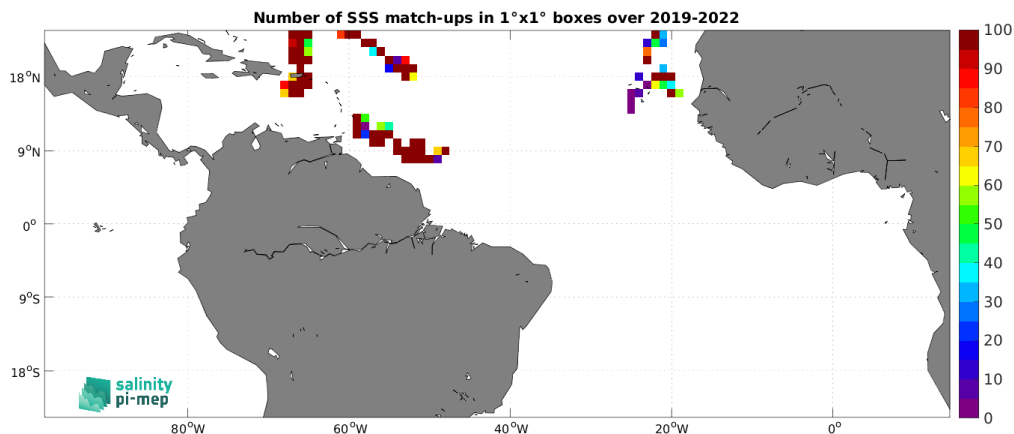 Number of SSS match-ups in 1°x1° boxes over 2019-2022
18°N
9°N
0°
9°S
18°S
80°W
60°W
40°W
20°W
0°
100
90
80
70
60
50
40
30
20
10
0
salinity
pi-mep